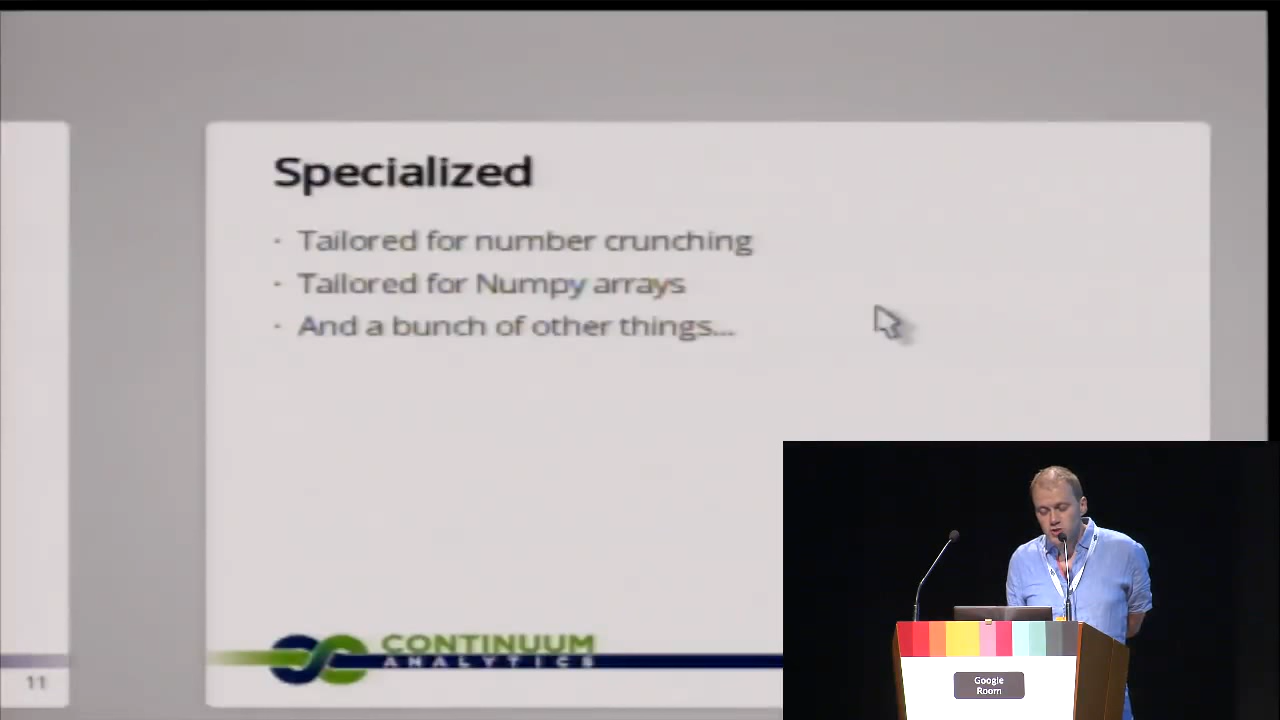 Specialized
· Tailored for number crunching
· Tailored for Numpy arrays
· And a bunch of other things...
CONTINUUM
ANALYTICS
11
Google
Room